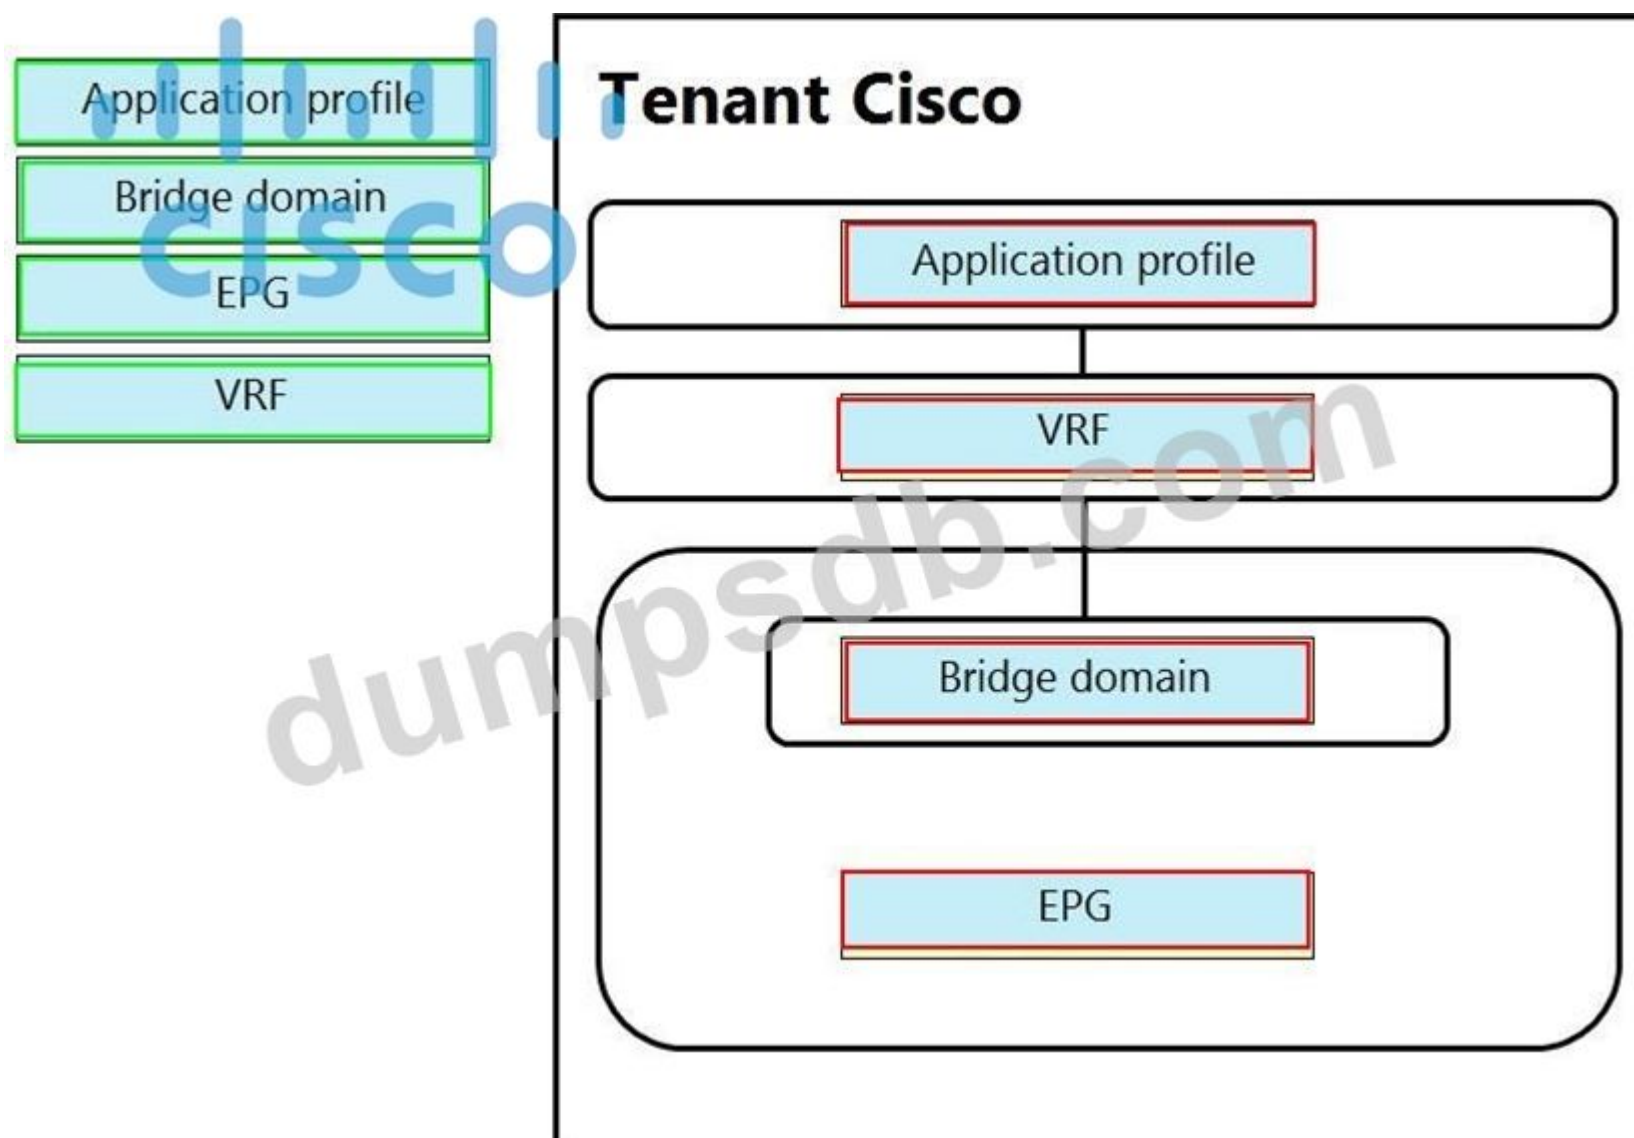 Application profile
Bridge domain
EPG
VRF
cisco
Tenant Cisco
Application profile
VRF
Bridge domain
EPG
dumpsdb.com